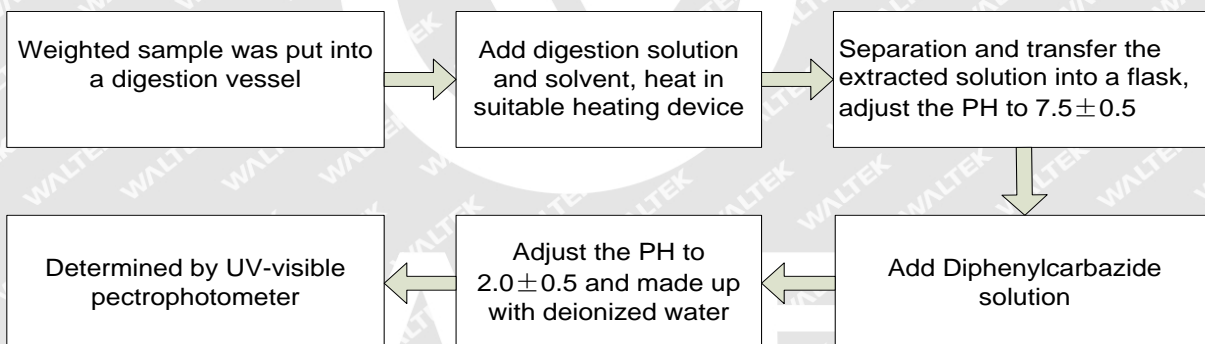 Weighted sample was put into
a digestion vessel
Add digestion solution
and solvent, heat in
suitable heating device
Separation and transfer the
extracted solution into a flask,
adjust the PH to 7.5±0.5
Add Diphenylcarbazide
solution
Adjust the PH to
2.0±0.5 and made up
with deionized water
Determined by UV-visible
pectrophotometer